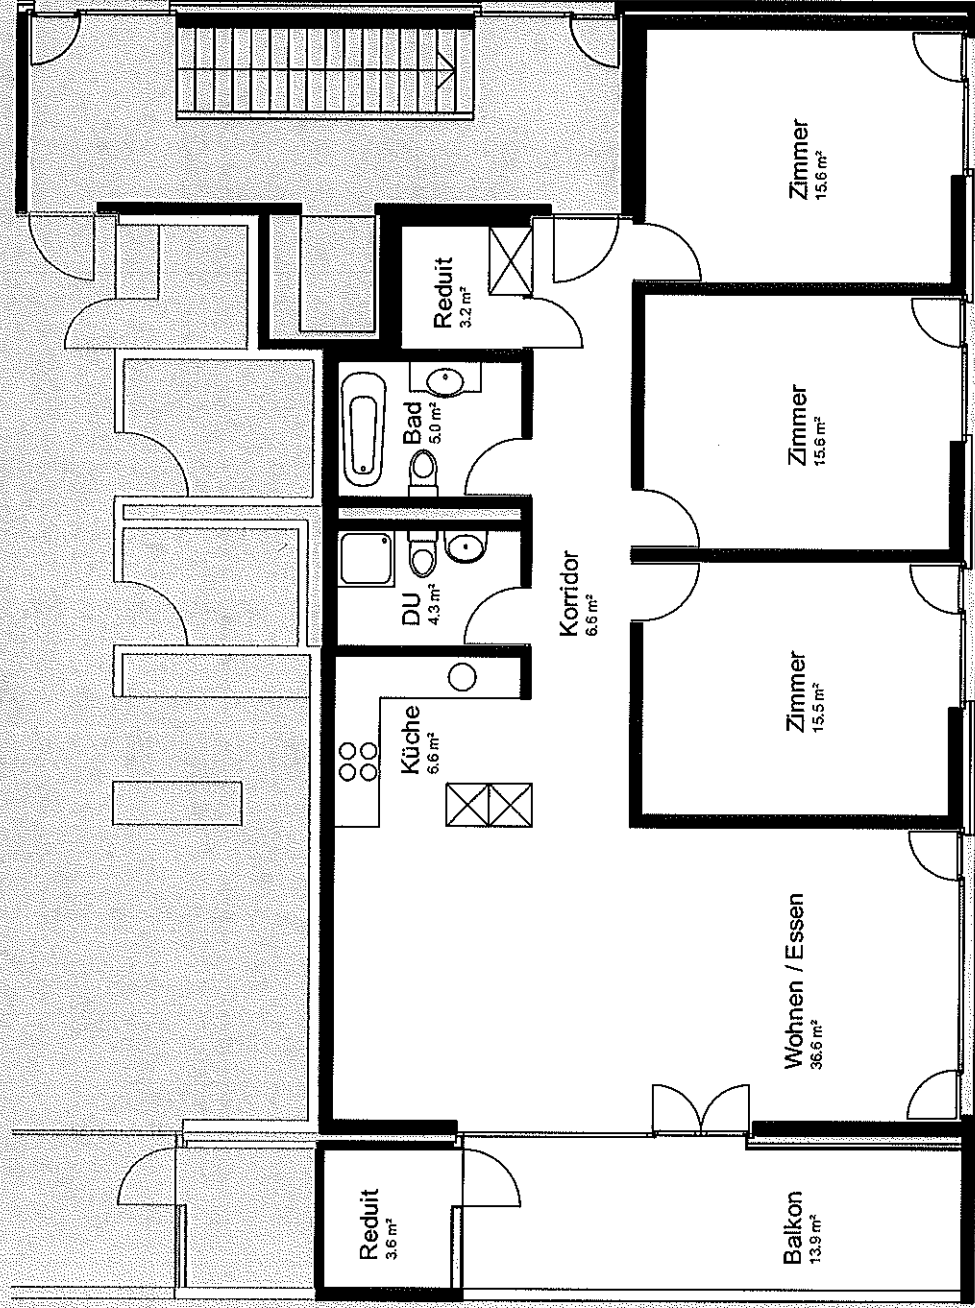 Zimmer
15.6 m²
Reduit
3.2 m²
Bad
5.0 m²
Zimmer
15.6 m²
DU
4.3 m²
Korridor
6.6 m²
Küche
6.6 m²
Zimmer
15.5 m²
Wohnen / Essen
36.6 m²
Reduit
3.6 m²
Balkon
13.9 m²